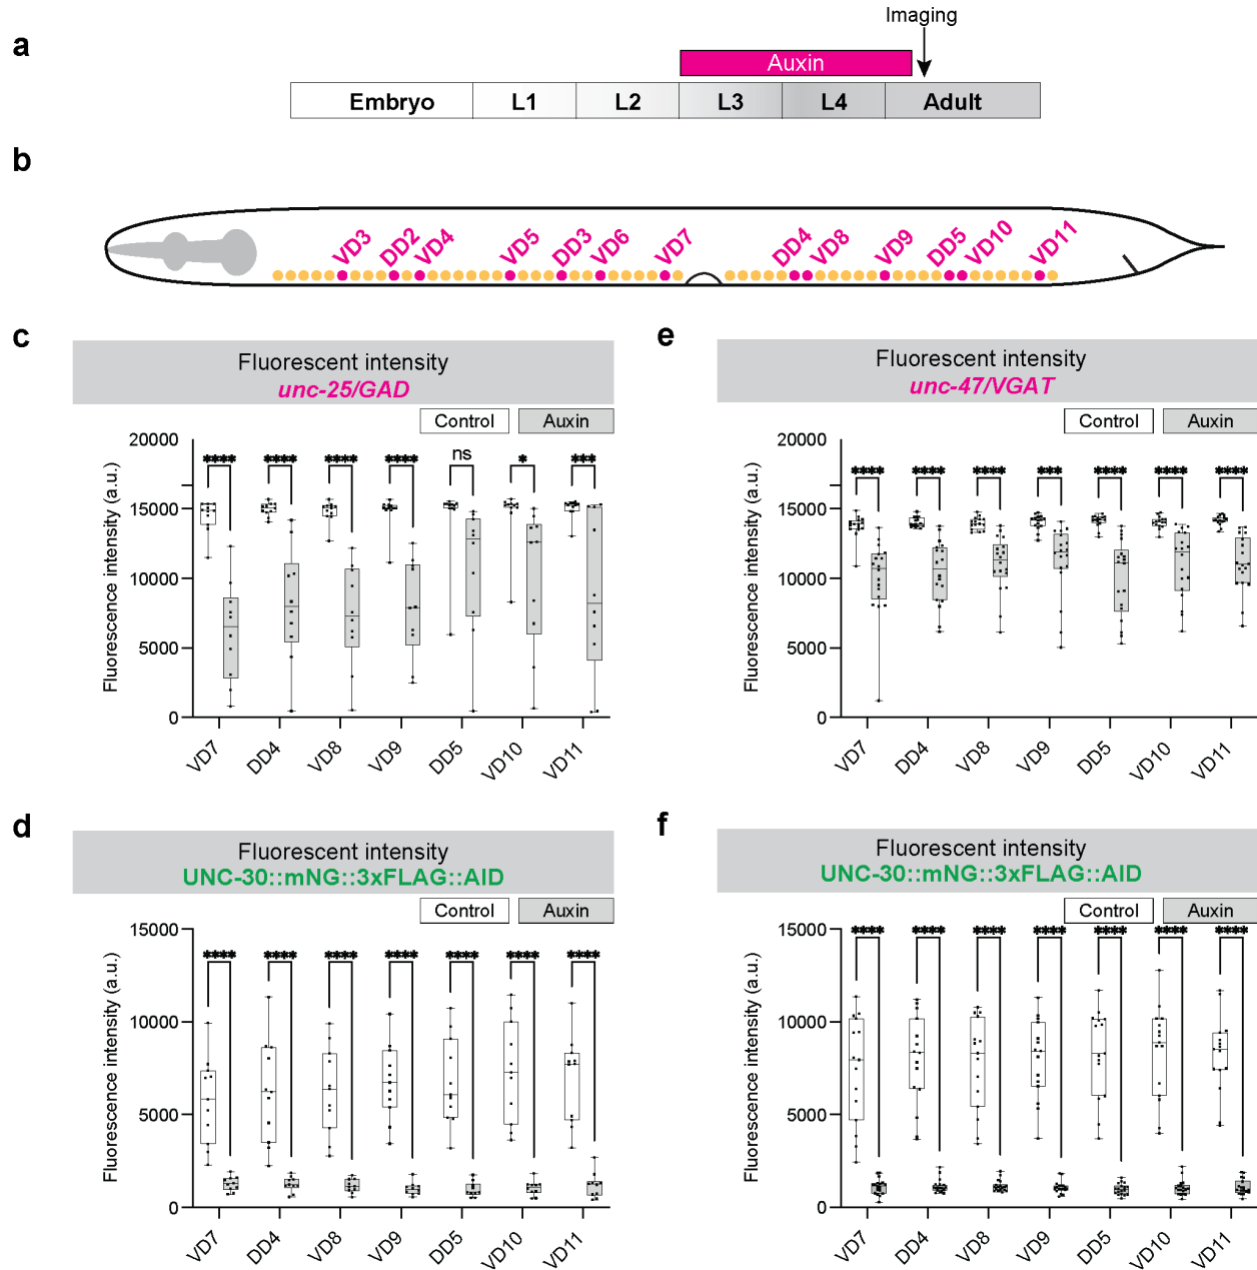 a
Imaging
Auxin
Embryo L1 L2 L3 L4 Adult
b
VD3 DD2 VD4 VD5 DD3 VD6 VD7 DD4 VD8 VD9 DD5 VD10 VD11
c
Fluorescent intensity
unc-25/GAD
Control Auxin
Fluorescence intensity (a.u.)
20000
15000
10000
5000
0
**** **** **** **** ns * ***
VD7 DD4 VD8 VD9 DD5 VD10 VD11
d
Fluorescent intensity
UNC-30::mNG::3xFLAG::AID
Control Auxin
Fluorescence intensity (a.u.)
15000
10000
5000
0
**** **** **** **** **** **** ****
VD7 DD4 VD8 VD9 DD5 VD10 VD11
e
Fluorescent intensity
unc-47/VGAT
Control Auxin
Fluorescence intensity (a.u.)
20000
15000
10000
5000
0
**** **** **** *** **** **** ****
VD7 DD4 VD8 VD9 DD5 VD10 VD11
f
Fluorescent intensity
UNC-30::mNG::3xFLAG::AID
Control Auxin
Fluorescence intensity (a.u.)
15000
10000
5000
0
**** **** **** **** **** **** ****
VD7 DD4 VD8 VD9 DD5 VD10 VD11